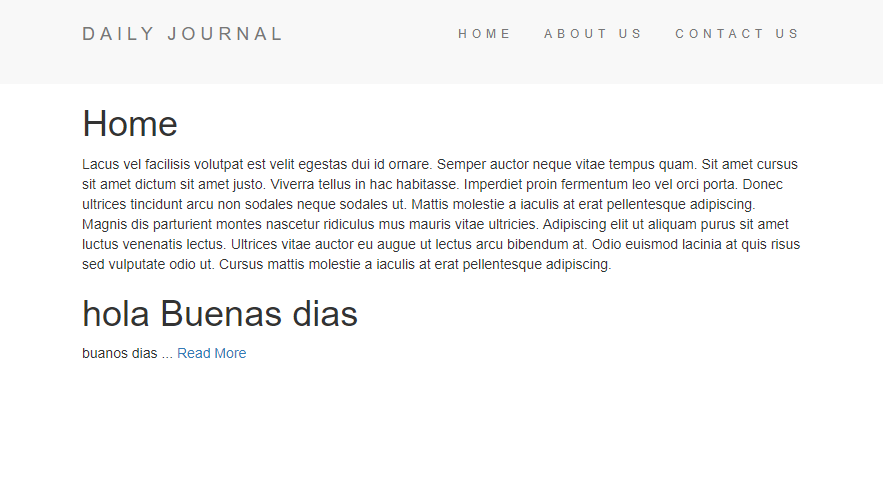 DAILY JOURNAL HOME ABOUT US CONTACT US
Home
Lacus vel facilisis volutpat est velit egestas dui id ornare. Semper auctor neque vitae tempus quam. Sit amet cursus
sit amet dictum sit amet justo. Viverra tellus in hac habitasse. Imperdiet proin fermentum leo vel orci porta. Donec
ultrices tincidunt arcu non sodales neque sodales ut. Mattis molestie a iaculis at erat pellentesque adipiscing.
Magnis dis parturient montes nascetur ridiculus mus mauris vitae ultricies. Adipiscing elit ut aliquam purus sit amet
luctus venenatis lectus. Ultrices vitae auctor eu augue ut lectus arcu bibendum at. Odio euismod lacinia at quis risus
sed vulputate odio ut. Cursus mattis molestie a iaculis at erat pellentesque adipiscing.
hola Buenas dias
buanos dias ... Read More